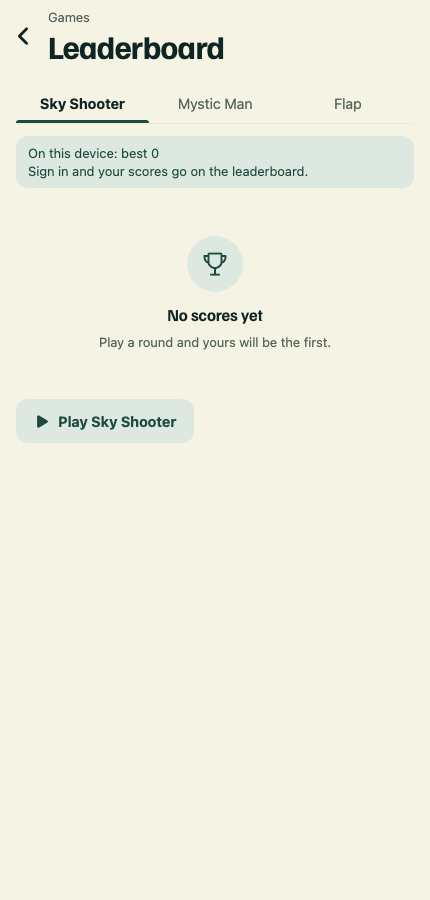 Games
Leaderboard
Sky Shooter
Mystic Man
Flap
On this device: best 0
Sign in and your scores go on the leaderboard.
No scores yet
Play a round and yours will be the first.
Play Sky Shooter